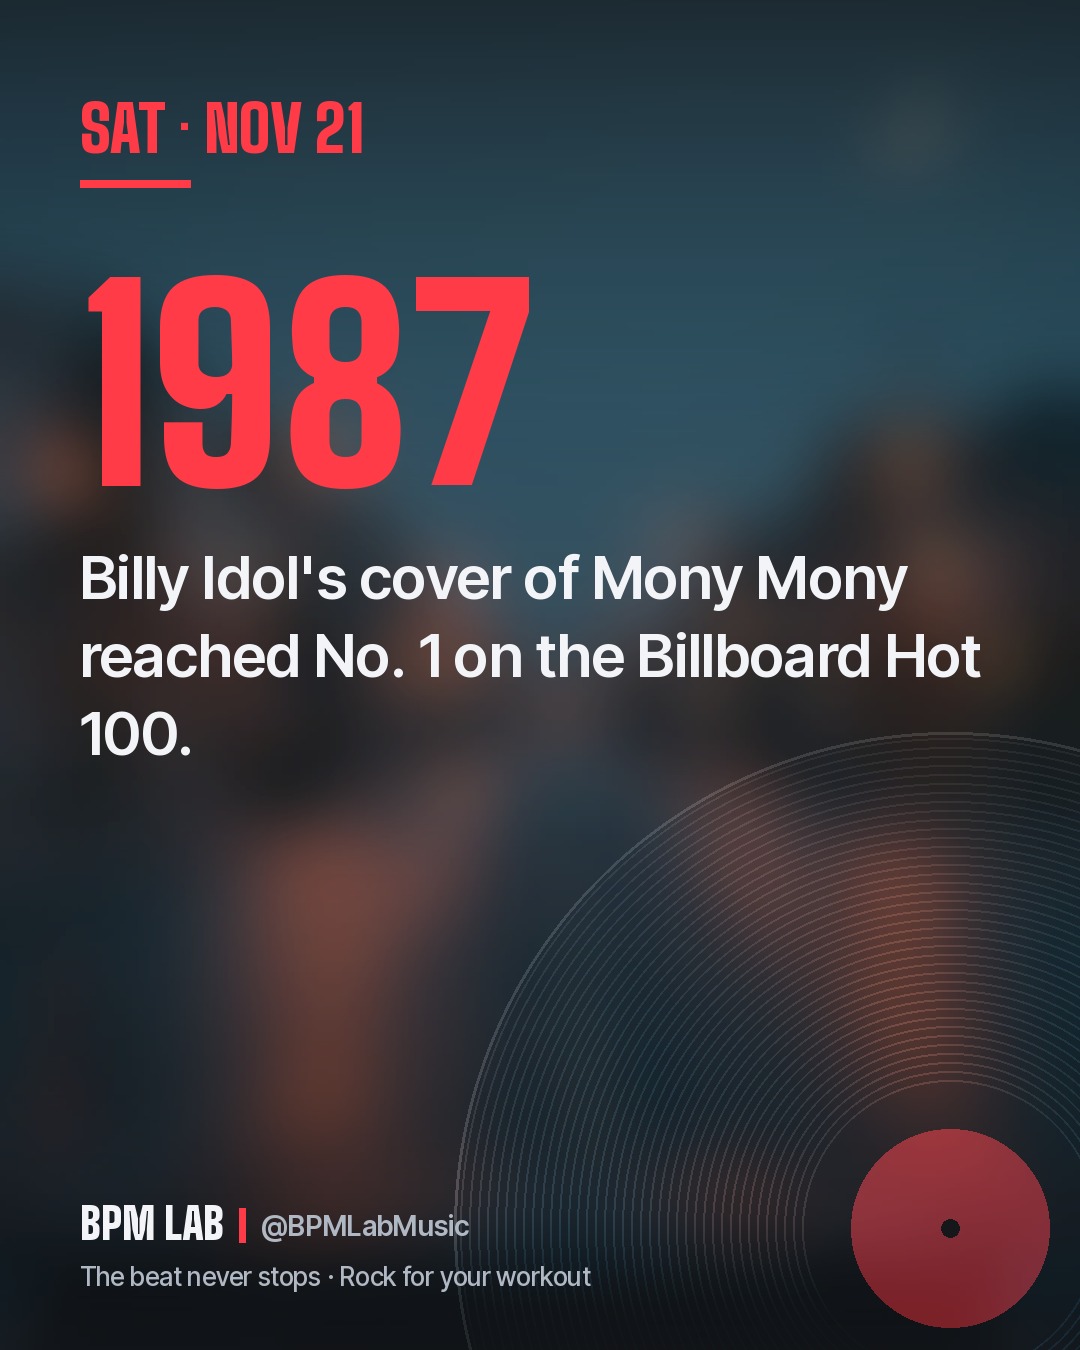 SAT · NOV 21
1987
Billy Idol's cover of Mony Mony
reached No. 1 on the Billboard Hot
100.
BPM LAB | @BPMLabMusic
The beat never stops · Rock for your workout